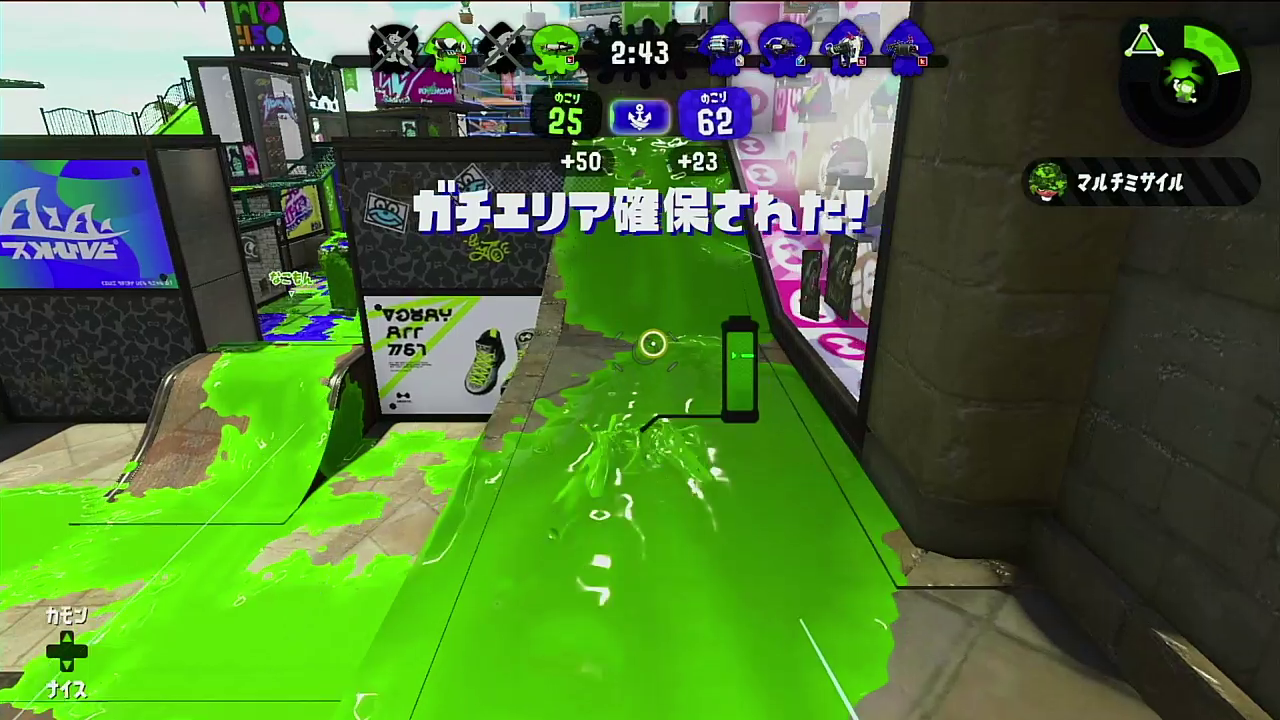 2:43
のこり
25
のこり
62
+50
+23
マルチミサイル
ガチエリア確保された!
なこもん
カモン
ナイス